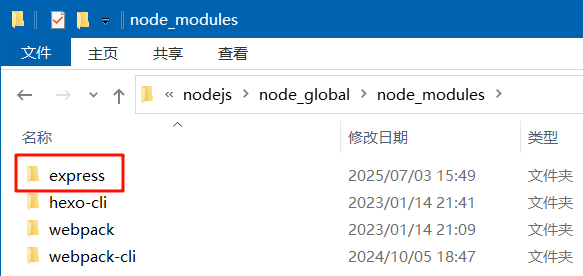 node_modules
文件 主页 共享 查看
« nodejs > node_global > node_modules >
名称 修改日期 类型
express 2025/07/03 15:49 文件夹
hexo-cli 2023/01/14 21:41 文件夹
webpack 2023/01/14 21:09 文件夹
webpack-cli 2024/10/05 18:47 文件夹